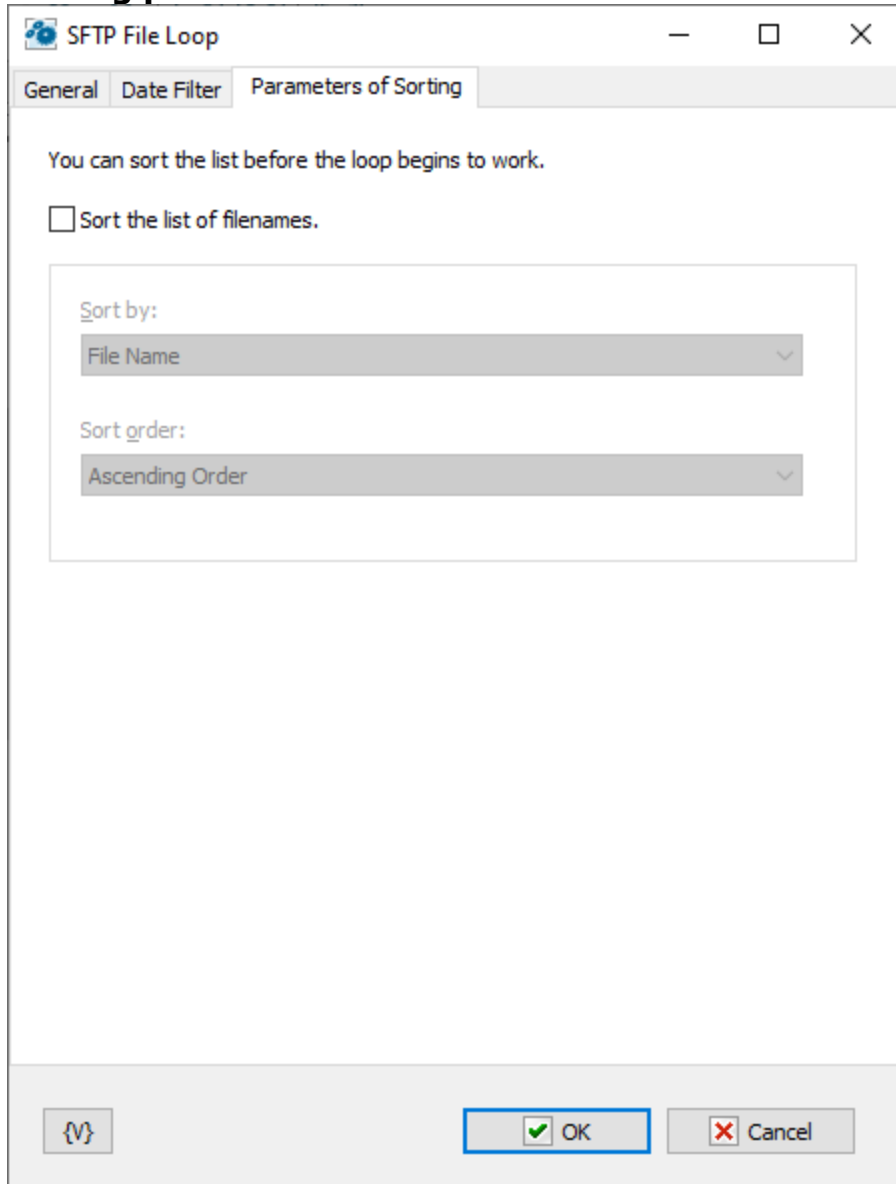 SFTP File Loop
General Date Filter Parameters of Sorting
You can sort the list before the loop begins to work.
Sort the list of filenames.
Sort by:
File Name
Sort order:
Ascending Order
{V} OK Cancel